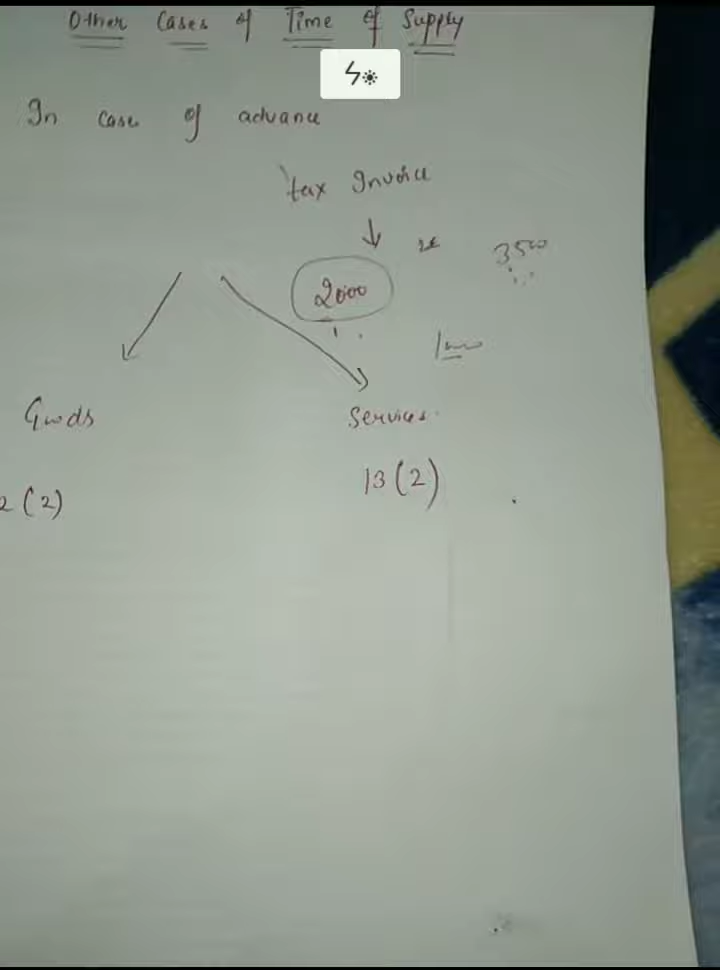 Other Cases of Time of Supply
In case of advance
tax Invoice
3500
2000
1000
Goods
Services
2 (2)
13 (2)